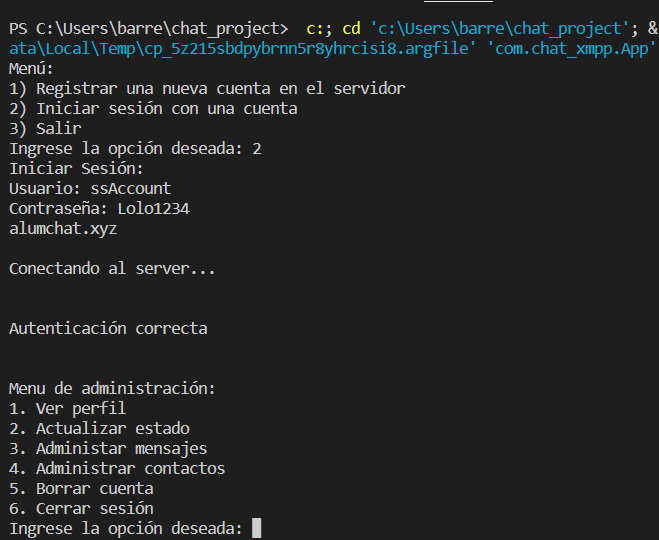 PS C:\Users\barre\chat_project>  c:; cd 'c:\Users\barre\chat_project'; &
ata\Local\Temp\cp_5z215sbdpybrnn5r8yhrcisi8.argfile' 'com.chat_xmpp.App'
Menú:
1) Registrar una nueva cuenta en el servidor
2) Iniciar sesión con una cuenta
3) Salir
Ingrese la opción deseada: 2
Iniciar Sesión:
Usuario: ssAccount
Contraseña: Lolo1234
alumchat.xyz
Conectando al server...
Autenticación correcta
Menu de administración:
1. Ver perfil
2. Actualizar estado
3. Administar mensajes
4. Administrar contactos
5. Borrar cuenta
6. Cerrar sesión
Ingrese la opción deseada: